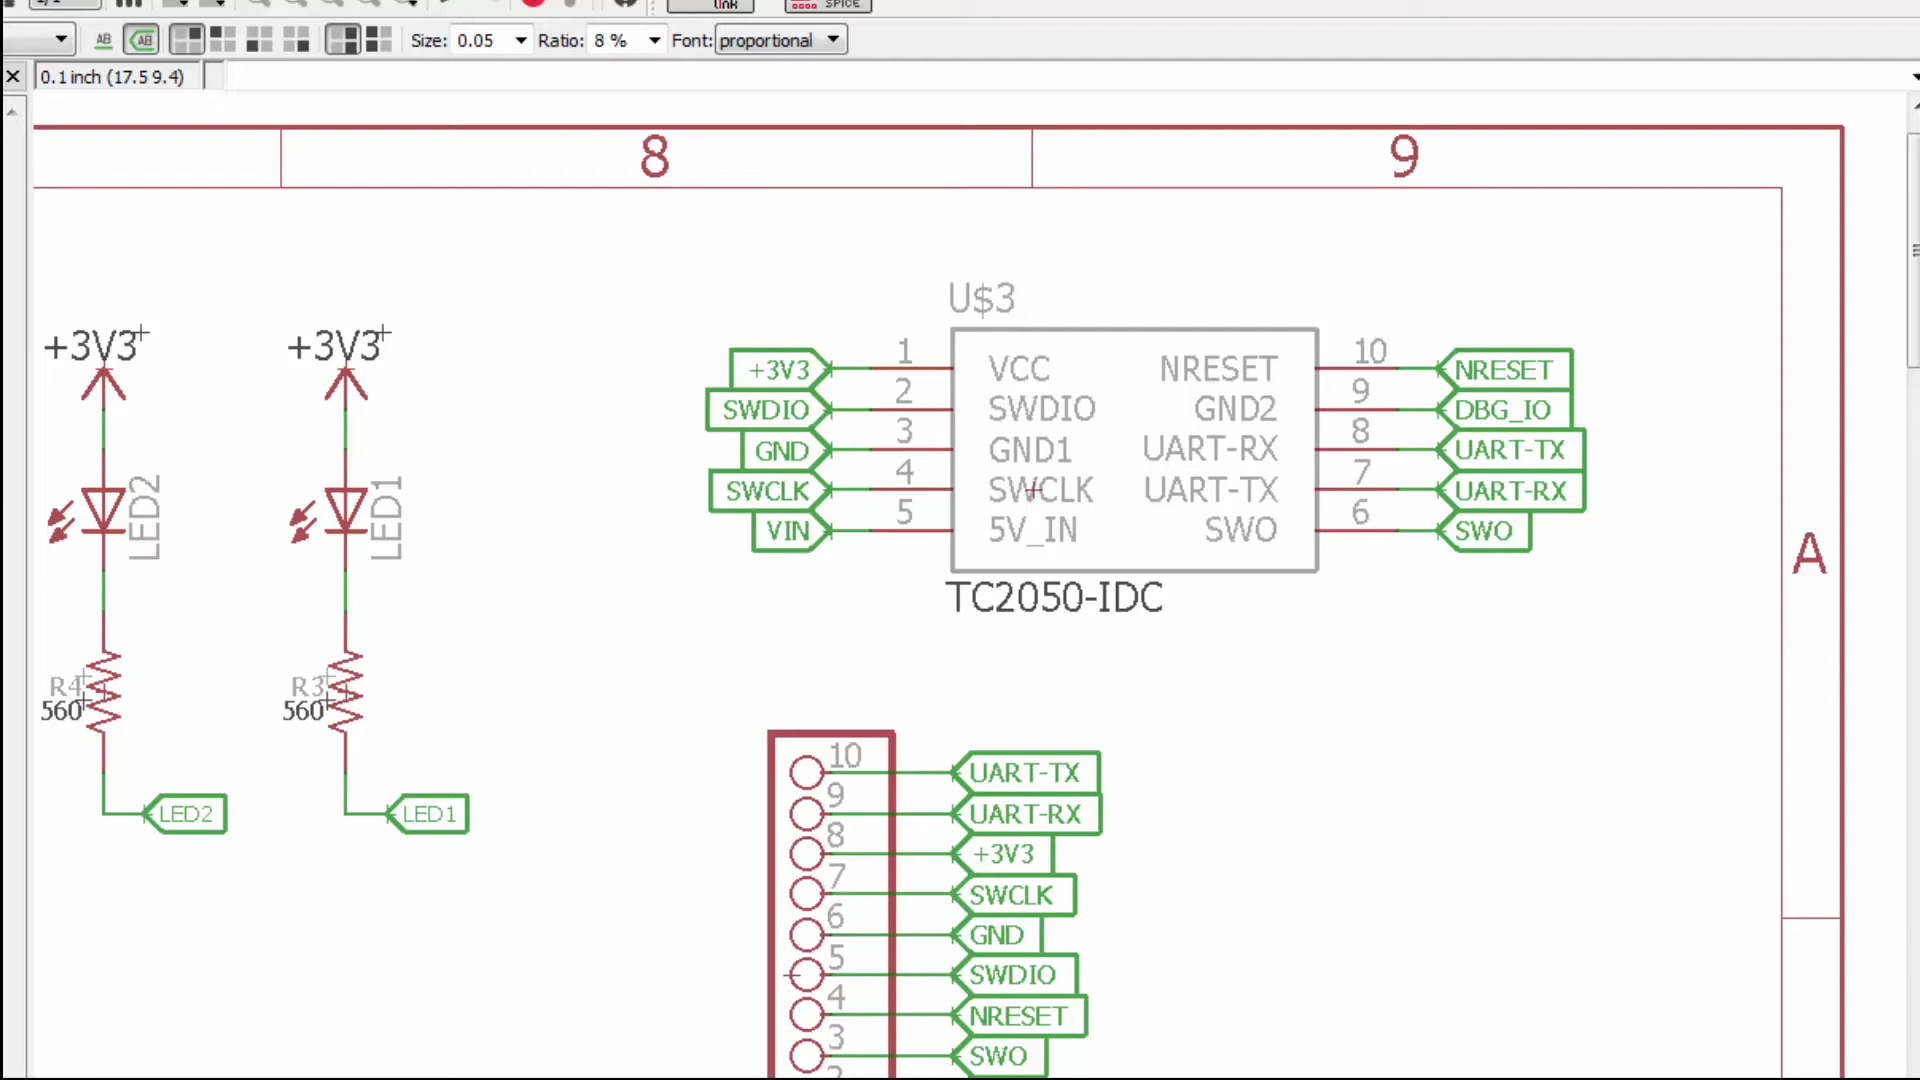 link
SPICE
AB
AB
Size: 0.05
Ratio: 8 %
Font: proportional
0.1 inch (17.5 9.4)
8
9
A
+3V3
LED2
R4
560
LED2
+3V3
LED1
R3
560
LED1
U$3
+3V3 1 VCC NRESET 10 NRESET
SWDIO 2 SWDIO GND2 9 DBG_IO
GND 3 GND1 UART-RX 8 UART-TX
SWCLK 4 SWCLK UART-TX 7 UART-RX
VIN 5 5V_IN SWO 6 SWO
TC2050-IDC
10 UART-TX
9 UART-RX
8 +3V3
7 SWCLK
6 GND
5 SWDIO
4 NRESET
3 SWO